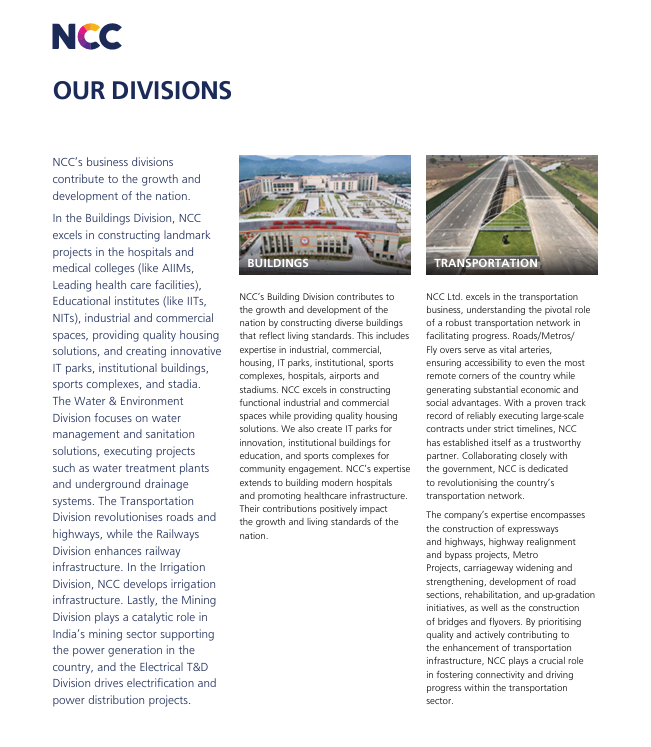 NCC
OUR DIVISIONS
NCC's business divisions
contribute to the growth and
development of the nation.
In the Buildings Division, NCC
excels in constructing landmark
projects in the hospitals and
medical colleges (like AIIMs,
Leading health care facilities),
Educational institutes (like IITs,
NITs), industrial and commercial
spaces, providing quality housing
solutions, and creating innovative
IT parks, institutional buildings,
sports complexes, and stadia.
The Water & Environment
Division focuses on water
management and sanitation
solutions, executing projects
such as water treatment plants
and underground drainage
systems. The Transportation
Division revolutionises roads and
highways, while the Railways
Division enhances railway
infrastructure. In the Irrigation
Division, NCC develops irrigation
infrastructure. Lastly, the Mining
Division plays a catalytic role in
India's mining sector supporting
the power generation in the
country, and the Electrical T&D
Division drives electrification and
power distribution projects.
BUILDINGS
NCC's Building Division contributes to
the growth and development of the
nation by constructing diverse buildings
that reflect living standards. This includes
expertise in industrial, commercial,
housing, IT parks, institutional, sports
complexes, hospitals, airports and
stadiums. NCC excels in constructing
functional industrial and commercial
spaces while providing quality housing
solutions. We also create IT parks for
innovation, institutional buildings for
education, and sports complexes for
community engagement. NCC's expertise
extends to building modern hospitals
and promoting healthcare infrastructure.
Their contributions positively impact
the growth and living standards of the
nation.
TRANSPORTATION
NCC Ltd. excels in the transportation
business, understanding the pivotal role
of a robust transportation network in
facilitating progress. Roads/Metros/
Fly overs serve as vital arteries,
ensuring accessibility to even the most
remote corners of the country while
generating substantial economic and
social advantages. With a proven track
record of reliably executing large-scale
contracts under strict timelines, NCC
has established itself as a trustworthy
partner. Collaborating closely with
the government, NCC is dedicated
to revolutionising the country's
transportation network.
The company's expertise encompasses
the construction of expressways
and highways, highway realignment
and bypass projects, Metro
Projects, carriageway widening and
strengthening, development of road
sections, rehabilitation, and up-gradation
initiatives, as well as the construction
of bridges and flyovers. By prioritising
quality and actively contributing to
the enhancement of transportation
infrastructure, NCC plays a crucial role
in fostering connectivity and driving
progress within the transportation
sector.